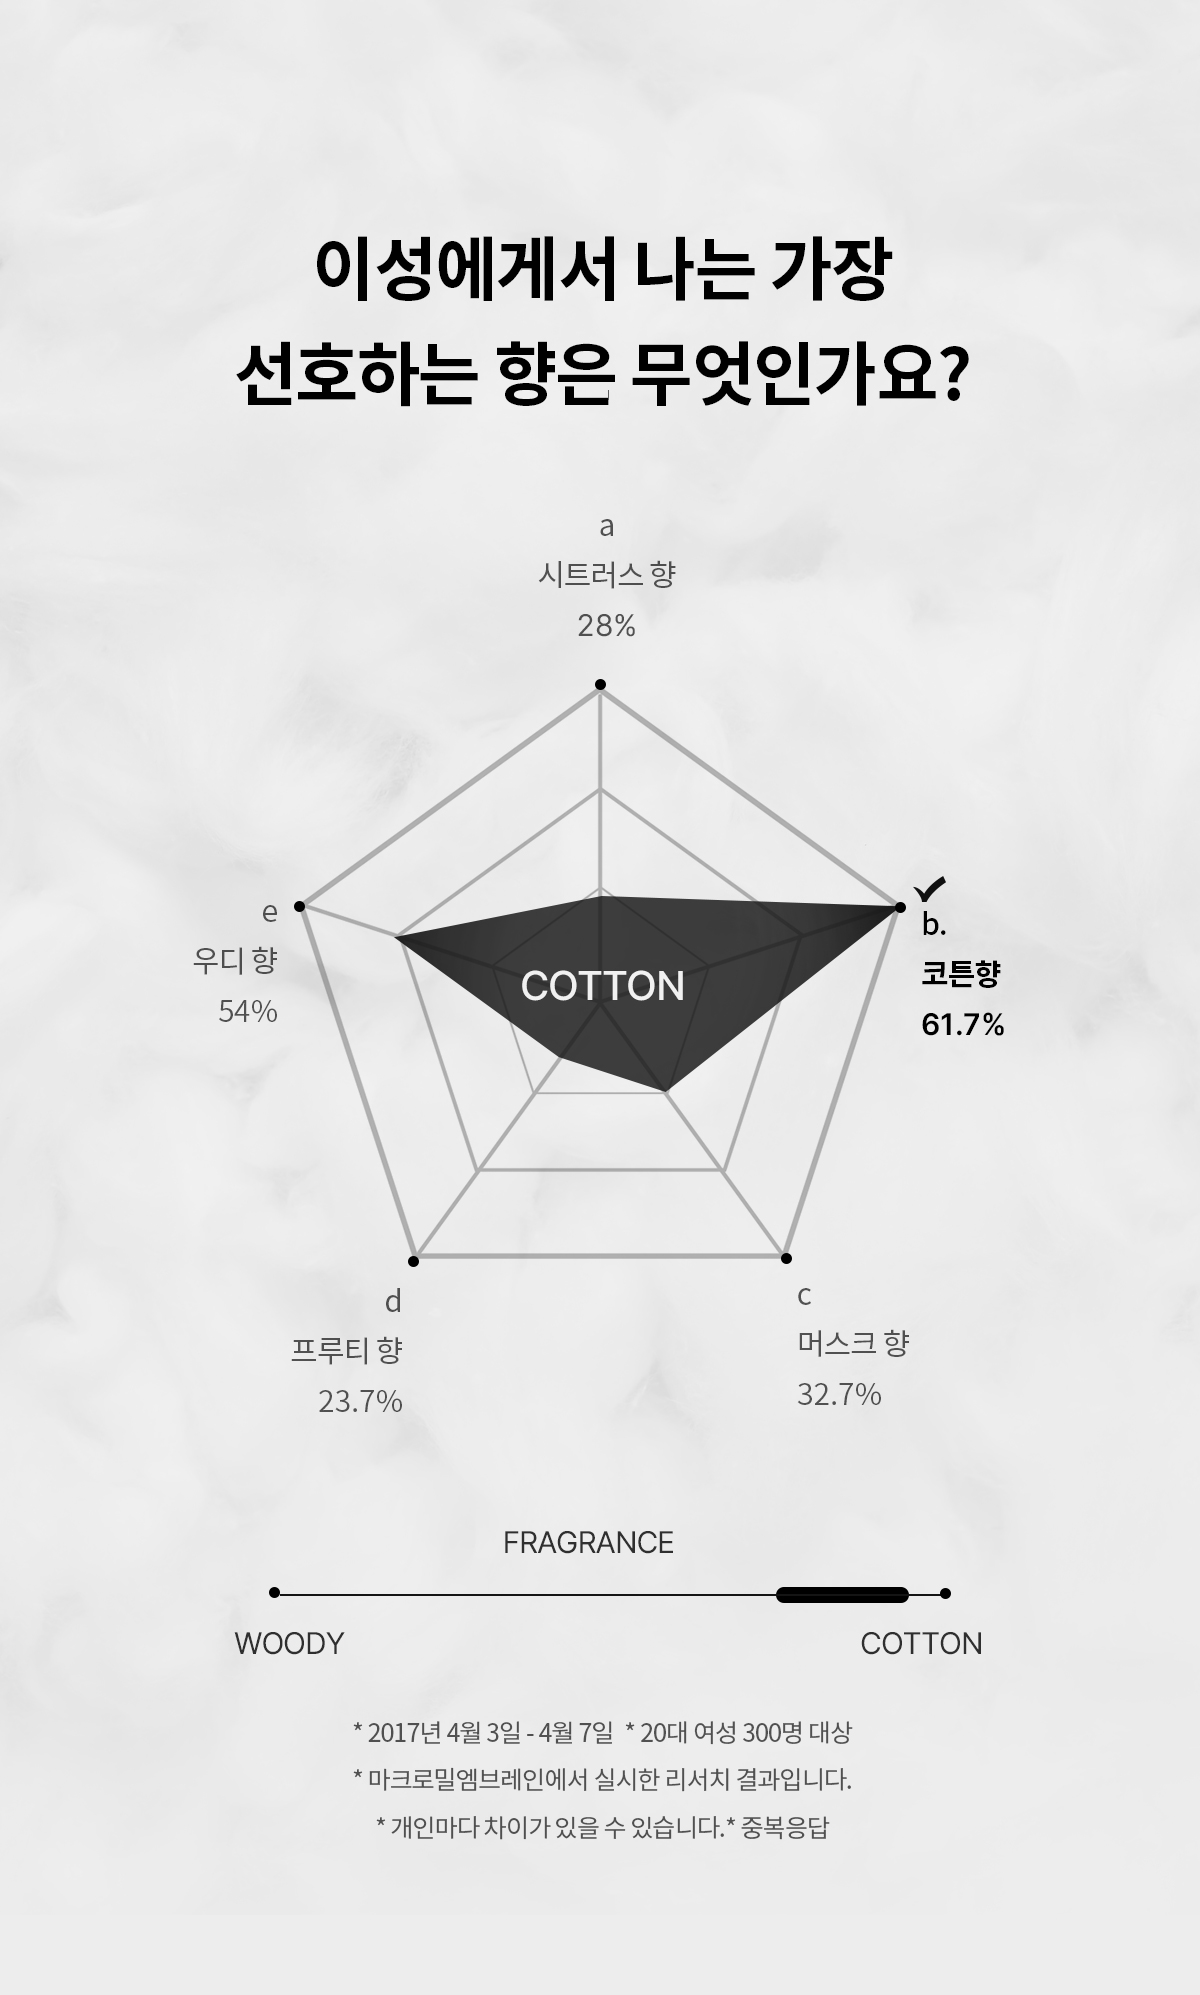 이성에게서 나는 가장
선호하는 향은 무엇인가요?
a
시트러스 향
28%
b.
코튼향
61.7%
e
우디 향
54%
COTTON
d
프루티 향
23.7%
c
머스크 향
32.7%
FRAGRANCE
WOODY
COTTON
* 2017년 4월 3일 - 4월 7일 * 20대 여성 300명 대상
* 마크로밀엠브레인에서 실시한 리서치 결과입니다.
* 개인마다 차이가 있을 수 있습니다.* 중복응답